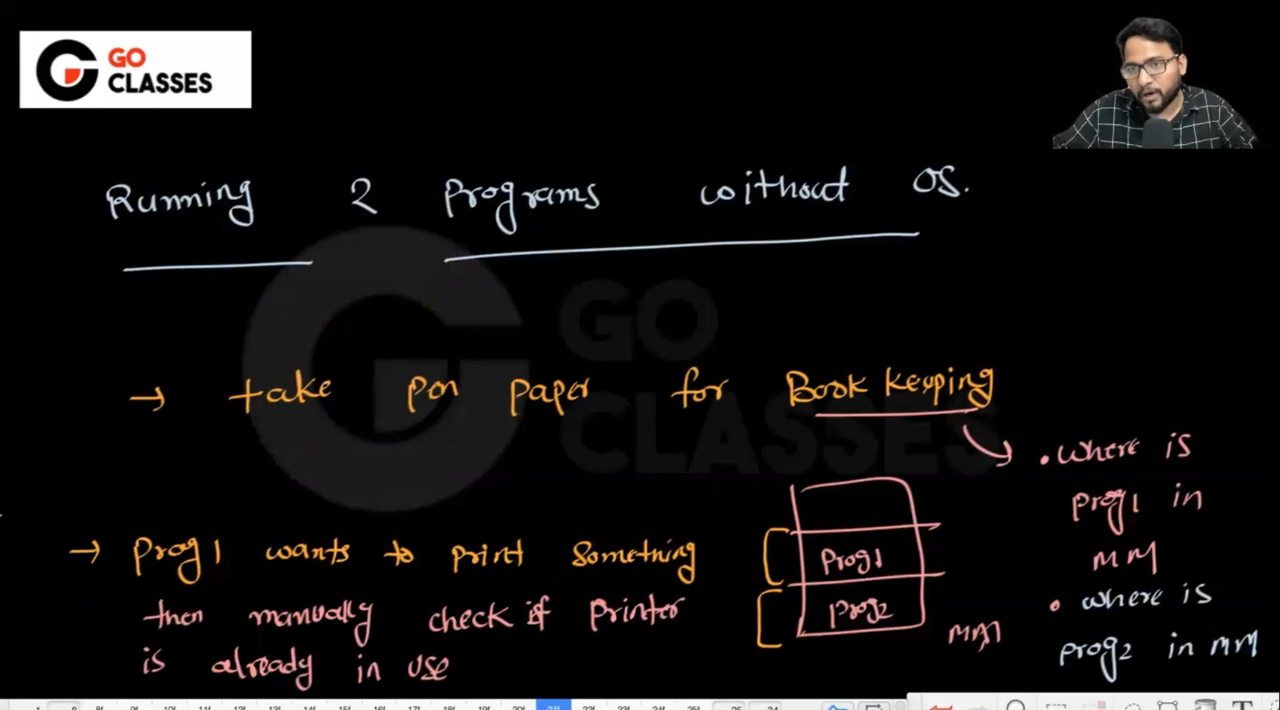 GO
CLASSES
Running 2 Programs without OS.
GO
CLASSES
→ take pen paper for Book keeping
• where is
prog1 in
MM
• where is
prog2 in MM
→ Prog1 wants to print something
then manually check if printer
is already in use
Prog1
Prog2
MM